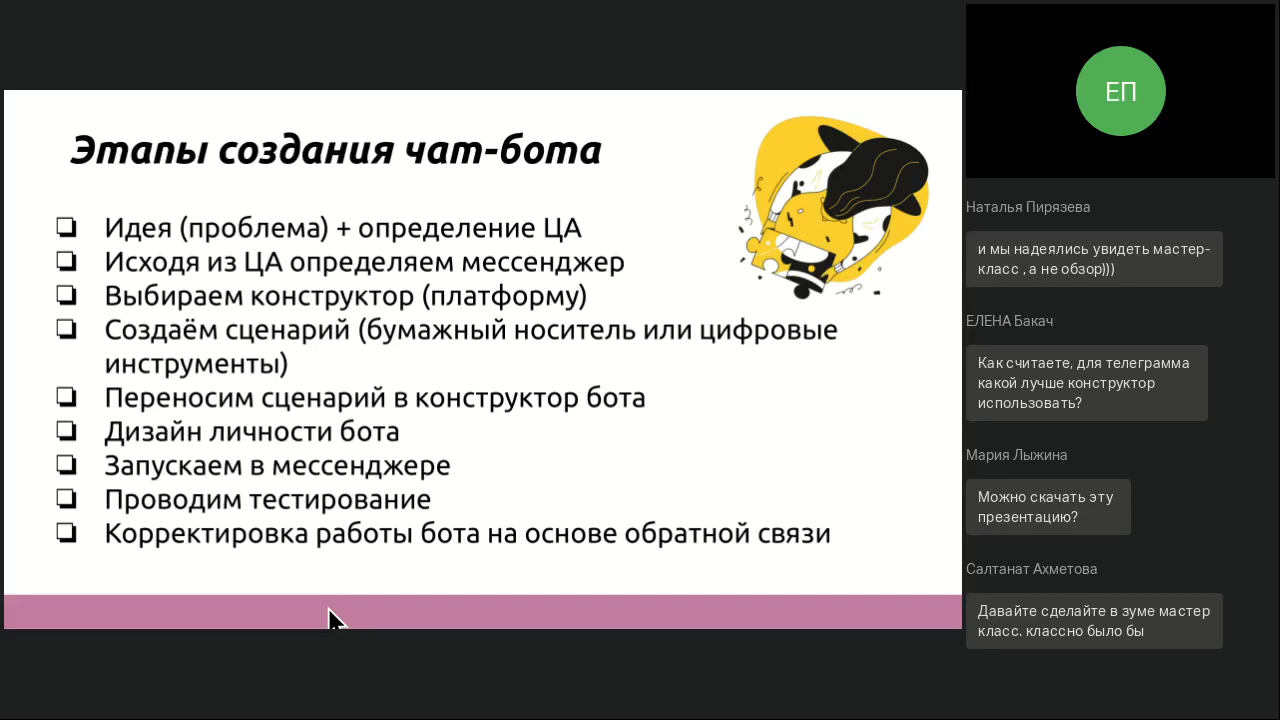 Этапы создания чат-бота
❏ Идея (проблема) + определение ЦА
❏ Исходя из ЦА определяем мессенджер
❏ Выбираем конструктор (платформу)
❏ Создаём сценарий (бумажный носитель или цифровые
инструменты)
❏ Переносим сценарий в конструктор бота
❏ Дизайн личности бота
❏ Запускаем в мессенджере
❏ Проводим тестирование
❏ Корректировка работы бота на основе обратной связи
ЕП
Наталья Пирязева
и мы надеялись увидеть мастер-
класс , а не обзор)))
ЕЛЕНА Бакач
Как считаете, для телеграмма
какой лучше конструктор
использовать?
Мария Лыжина
Можно скачать эту
презентацию?
Салтанат Ахметова
Давайте сделайте в зуме мастер
класс. классно было бы